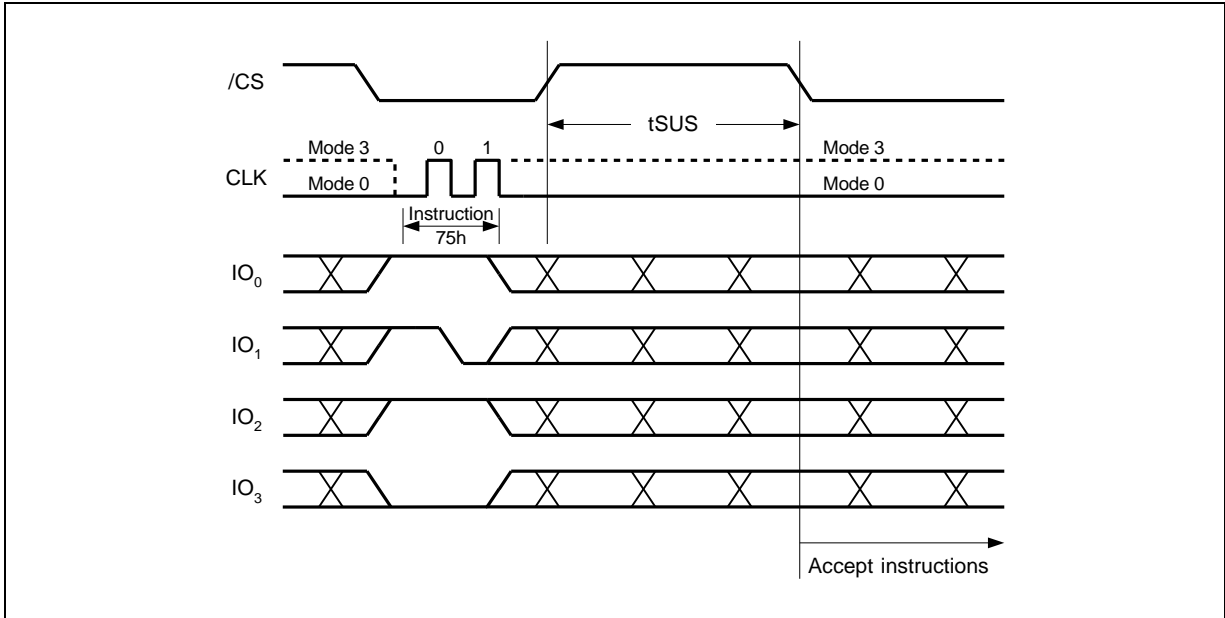 /CS
tSUS
Mode 3 0 1 Mode 3
CLK
Mode 0 Mode 0
Instruction
75h
IO0
IO1
IO2
IO3
Accept instructions